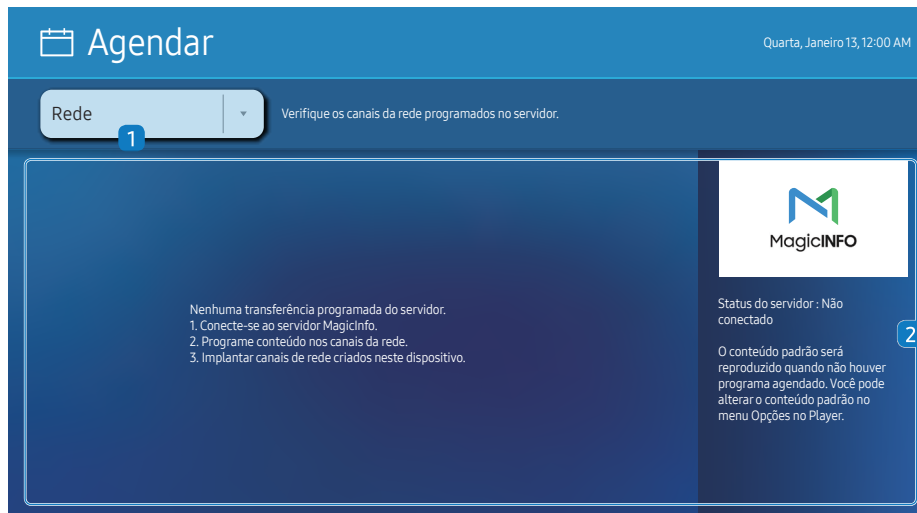 Agendar
Quarta, Janeiro 13, 12:00 AM
Rede
1
Verifique os canais da rede programados no servidor.
MagicINFO
Nenhuma transferência programada do servidor.
1. Conecte-se ao servidor MagicInfo.
2. Programe conteúdo nos canais da rede.
3. Implantar canais de rede criados neste dispositivo.
Status do servidor : Não
conectado
2
O conteúdo padrão será
reproduzido quando não houver
programa agendado. Você pode
alterar o conteúdo padrão no
menu Opções no Player.